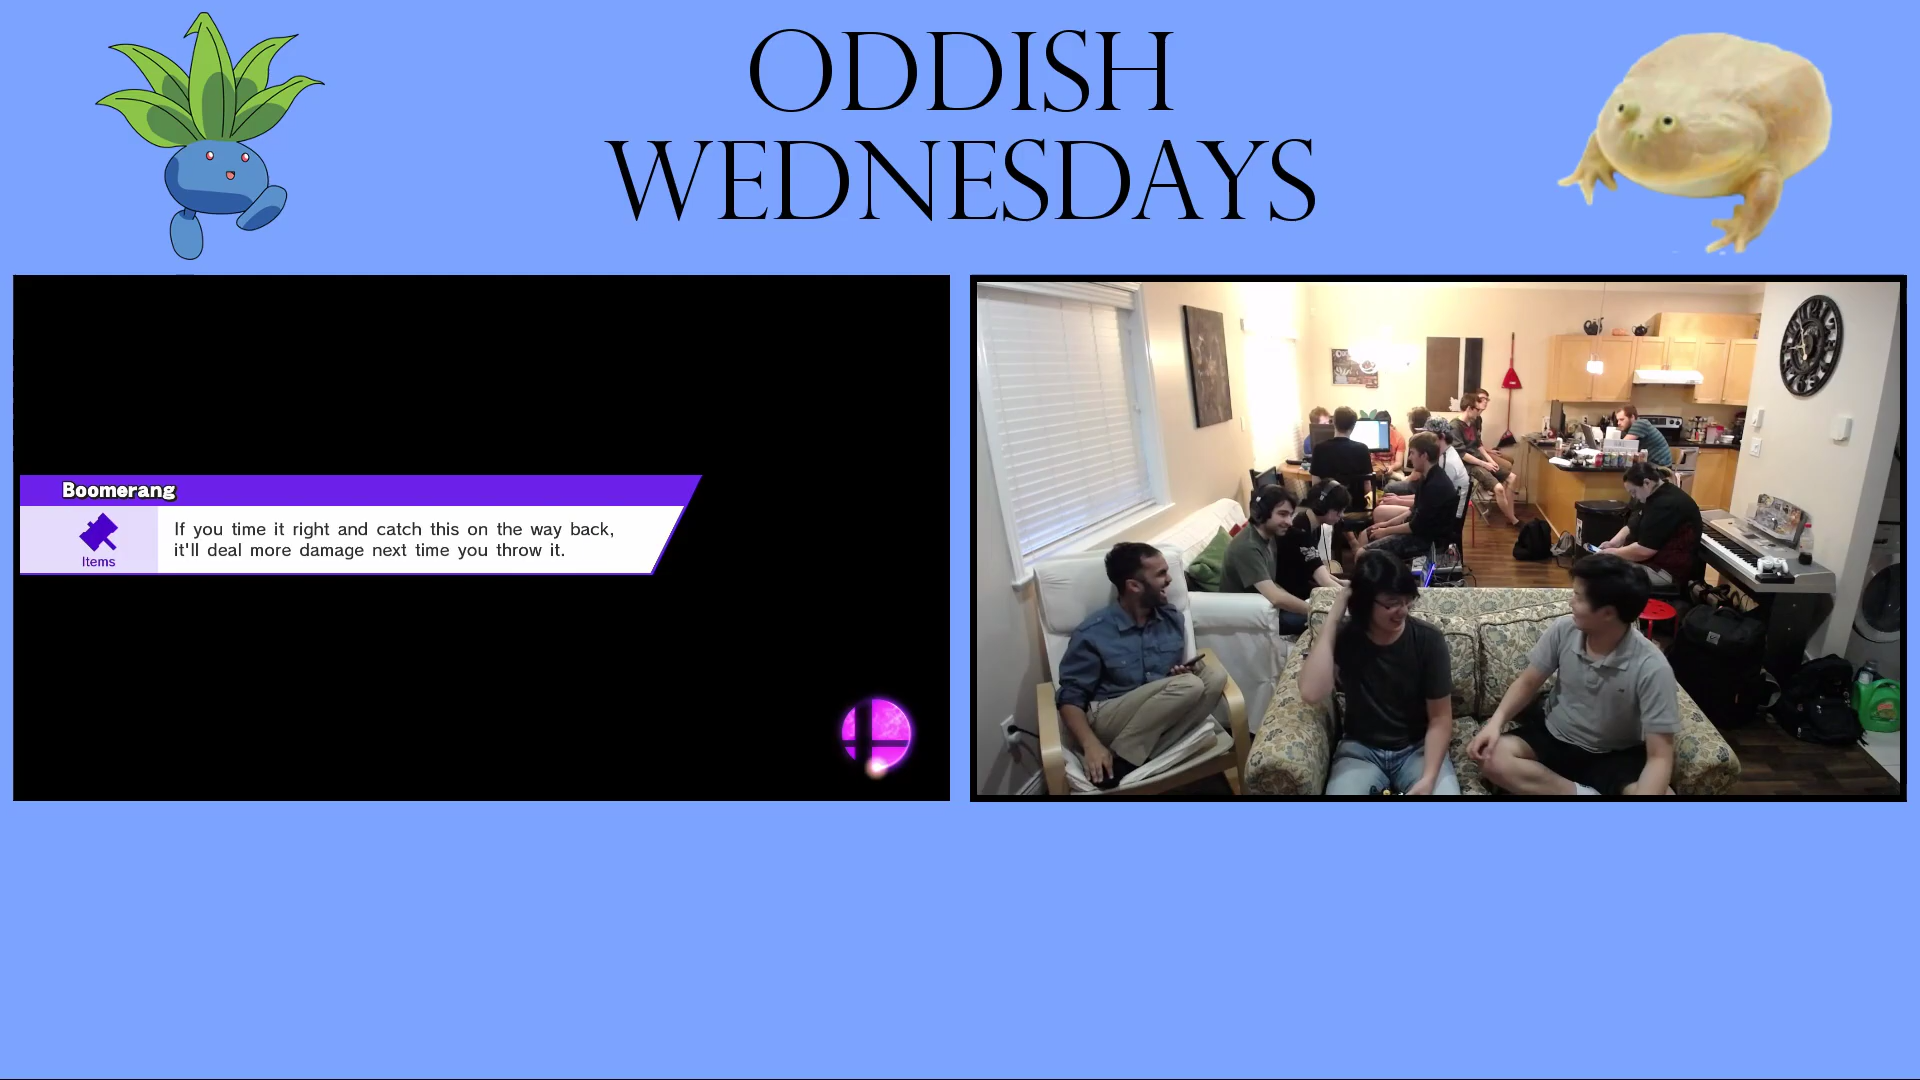 ODDISH
WEDNESDAYS
Boomerang
If you time it right and catch this on the way back,
it'll deal more damage next time you throw it.
Items